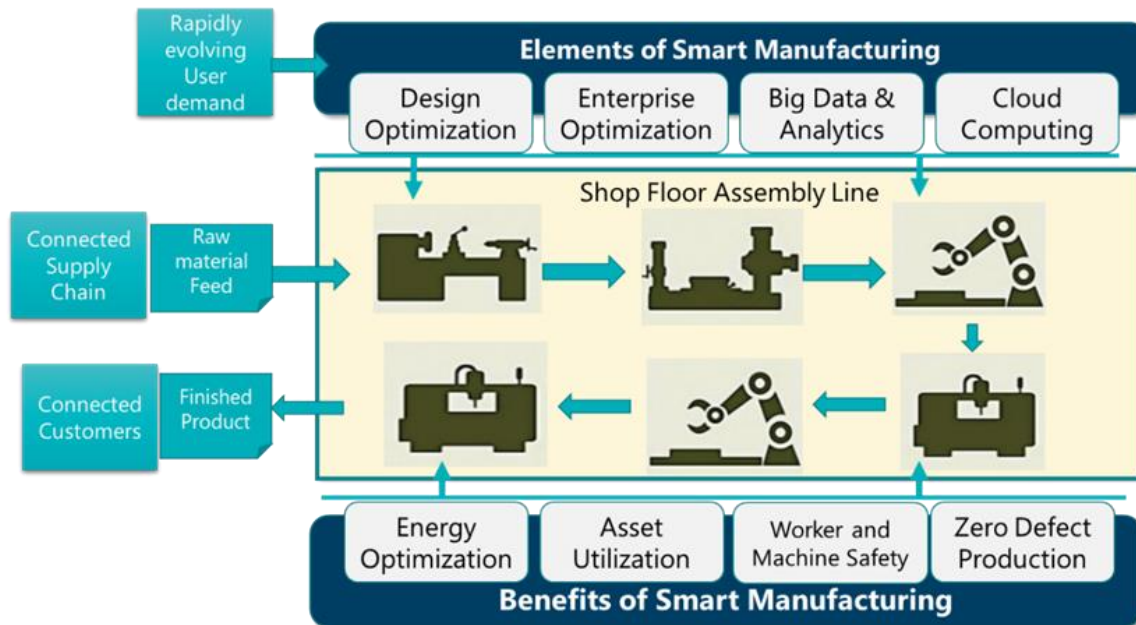 Rapidly
evolving
User
demand
Elements of Smart Manufacturing
Design
Optimization
Enterprise
Optimization
Big Data &
Analytics
Cloud
Computing
Shop Floor Assembly Line
Connected
Supply
Chain
Raw
material
Feed
Connected
Customers
Finished
Product
Energy
Optimization
Asset
Utilization
Worker and
Machine Safety
Zero Defect
Production
Benefits of Smart Manufacturing